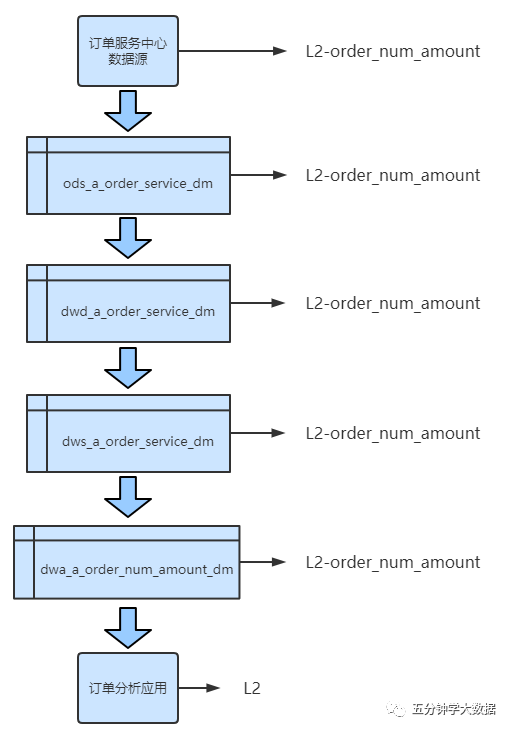 订单服务中心
数据源
L2-order_num_amount
ods_a_order_service_dm
L2-order_num_amount
dwd_a_order_service_dm
L2-order_num_amount
dws_a_order_service_dm
L2-order_num_amount
dwa_a_order_num_amount_dm
L2-order_num_amount
订单分析应用
L2
五分钟学大数据